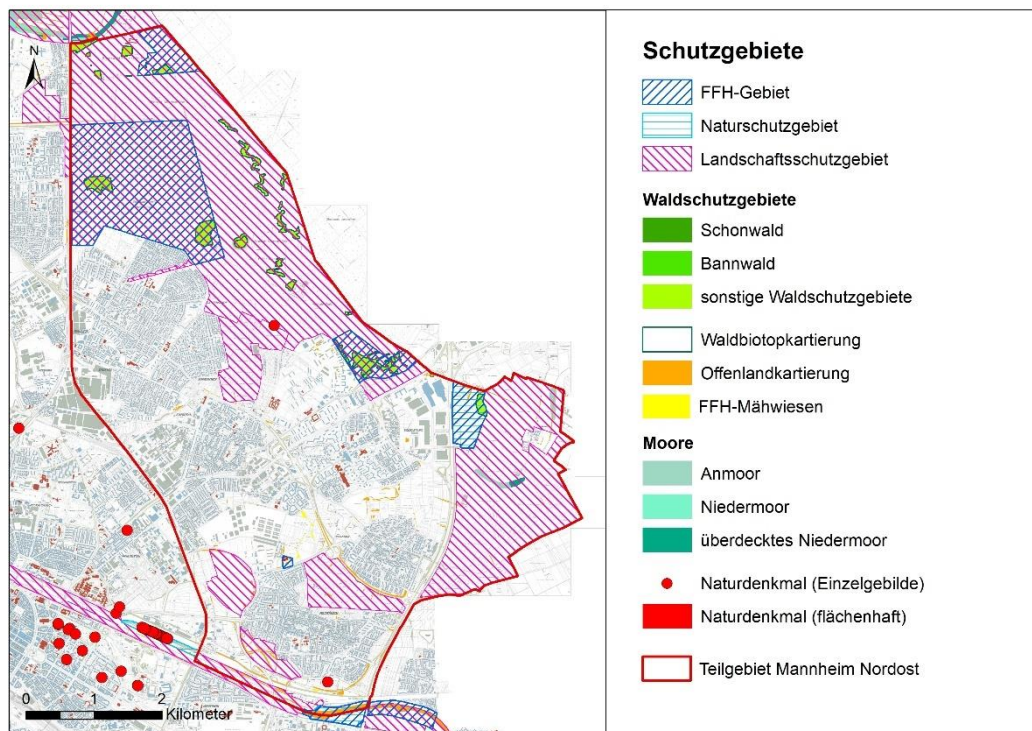 N
0 1 2
Kilometer
Schutzgebiete
FFH-Gebiet
Naturschutzgebiet
Landschaftsschutzgebiet
Waldschutzgebiete
Schonwald
Bannwald
sonstige Waldschutzgebiete
Waldbiotopkartierung
Offenlandkartierung
FFH-Mähwiesen
Moore
Anmoor
Niedermoor
überdecktes Niedermoor
Naturdenkmal (Einzelgebilde)
Naturdenkmal (flächenhaft)
Teilgebiet Mannheim Nordost